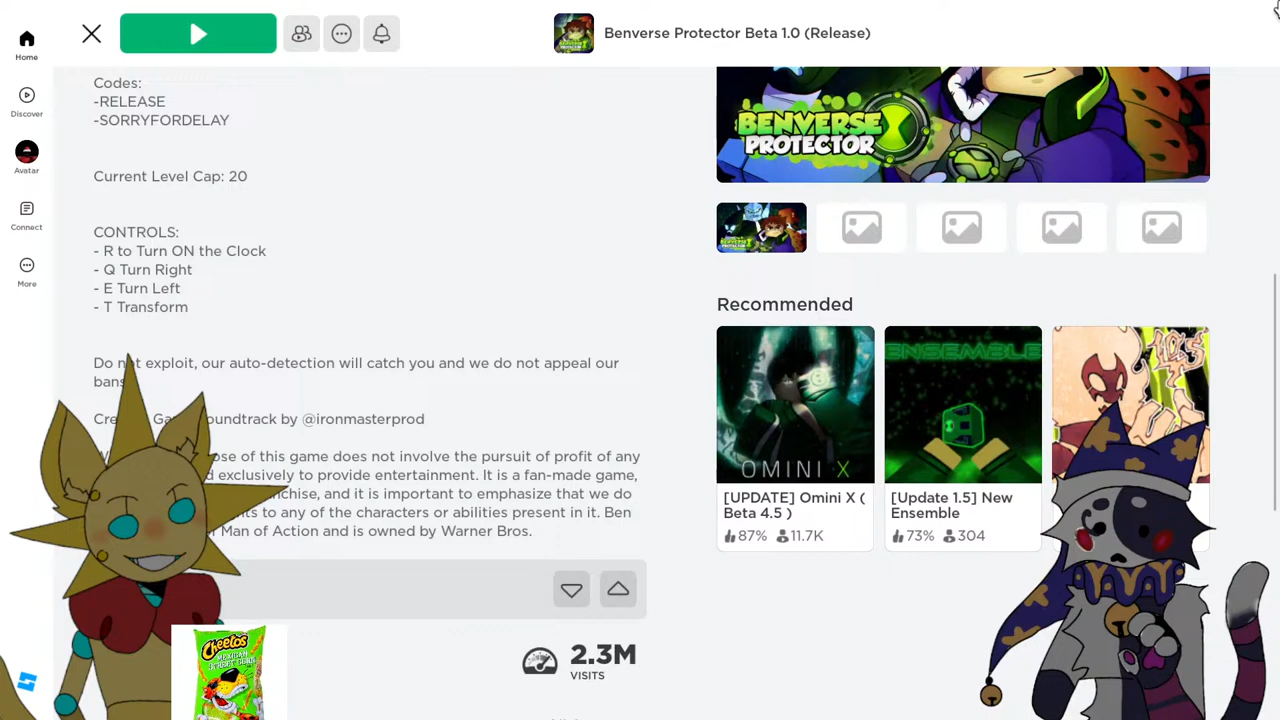 Benverse Protector Beta 1.0 (Release)
Home
Discover
Avatar
Connect
More
Codes:
-RELEASE
-SORRYFORDELAY
Current Level Cap: 20
CONTROLS:
- R to Turn ON the Clock
- Q Turn Right
- E Turn Left
- T Transform
Do not exploit, our auto-detection will catch you and we do not appeal our
bans
soundtrack by @ironmasterprod
of this game does not involve the pursuit of profit of any
exclusively to provide entertainment. It is a fan-made game,
and it is important to emphasize that we do
to any of the characters or abilities present in it. Ben
Man of Action and is owned by Warner Bros.
2.3M
VISITS
BENVERSE
PROTECTOR
BENVERSE
PROTECTOR
Recommended
OMINI X
[UPDATE] Omini X (
Beta 4.5 )
87% 11.7K
ENSEMBLE
[Update 1.5] New
Ensemble
73% 304
Cheetos